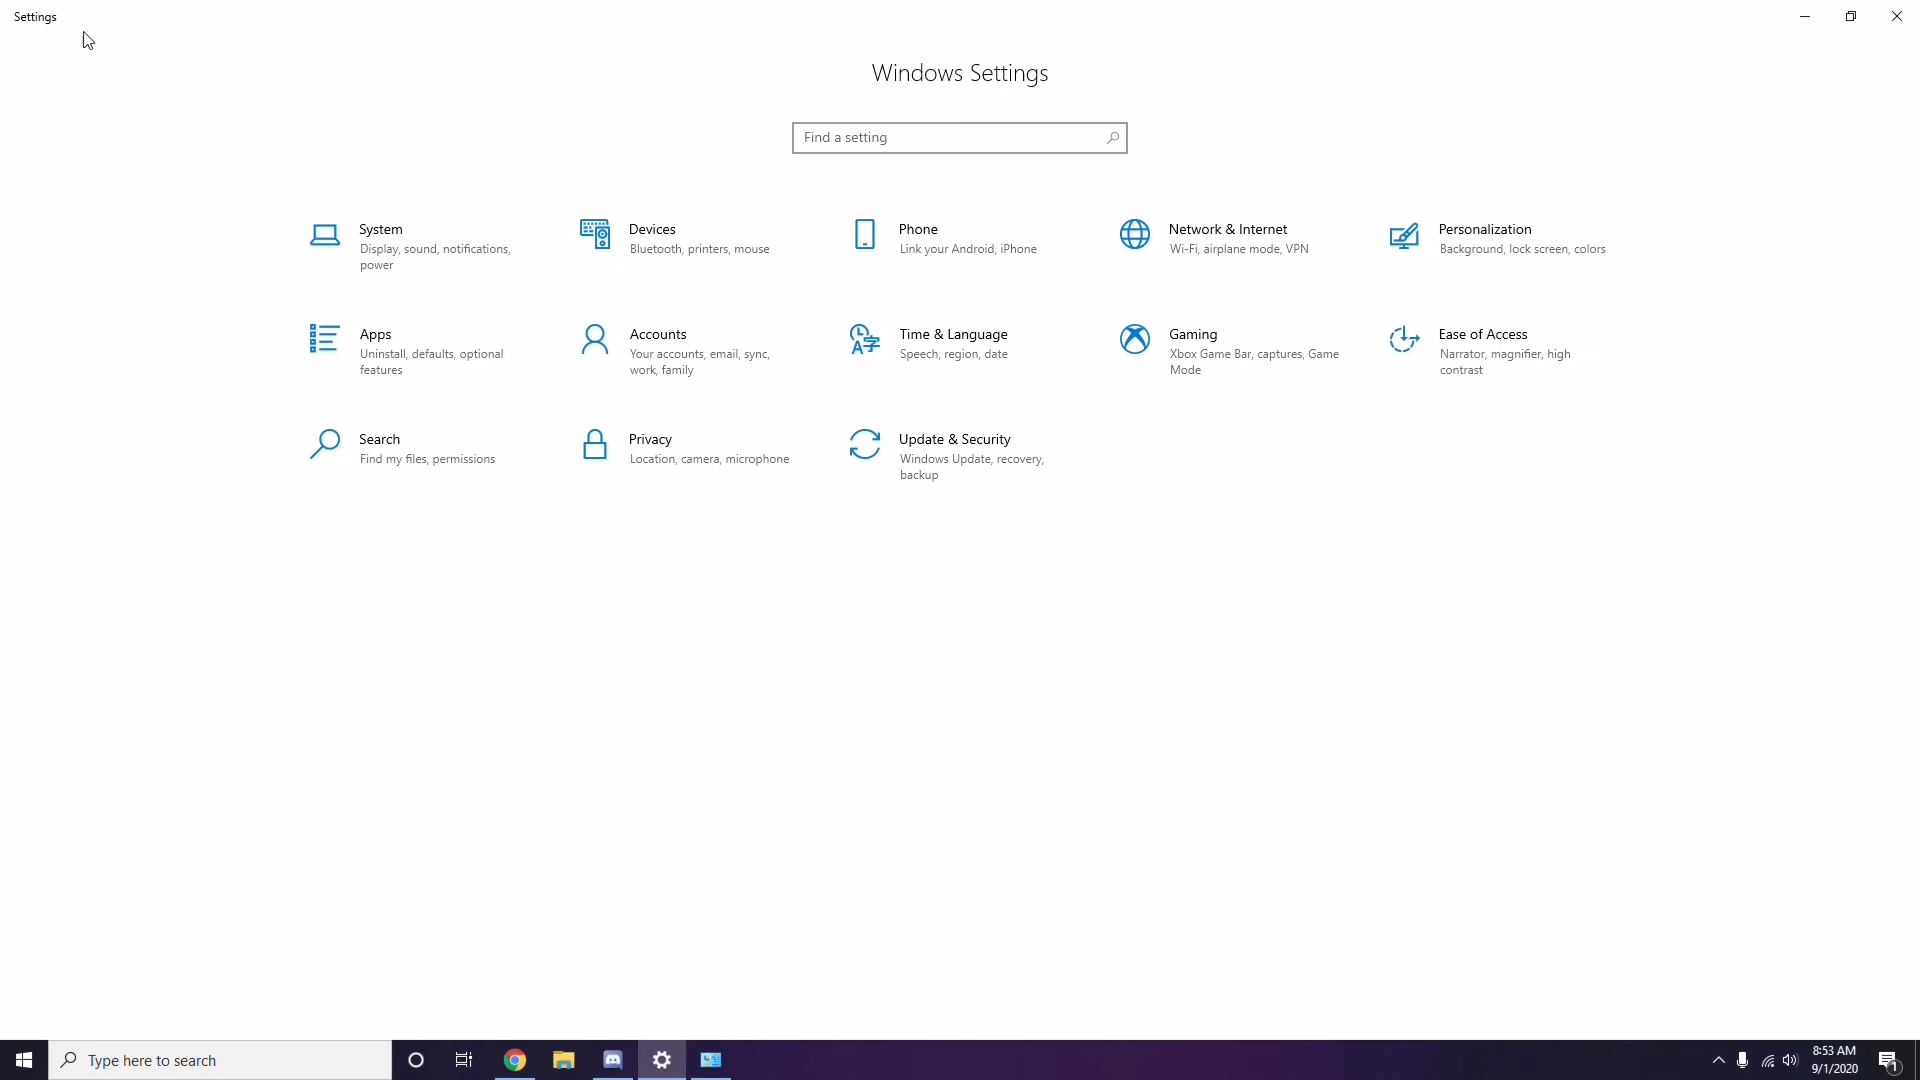 Settings
Windows Settings
Find a setting
System
Display, sound, notifications,
power
Devices
Bluetooth, printers, mouse
Phone
Link your Android, iPhone
Network & Internet
Wi-Fi, airplane mode, VPN
Personalization
Background, lock screen, colors
Apps
Uninstall, defaults, optional
features
Accounts
Your accounts, email, sync,
work, family
Time & Language
Speech, region, date
Gaming
Xbox Game Bar, captures, Game
Mode
Ease of Access
Narrator, magnifier, high
contrast
Search
Find my files, permissions
Privacy
Location, camera, microphone
Update & Security
Windows Update, recovery,
backup
Type here to search
8:53 AM
9/1/2020
1